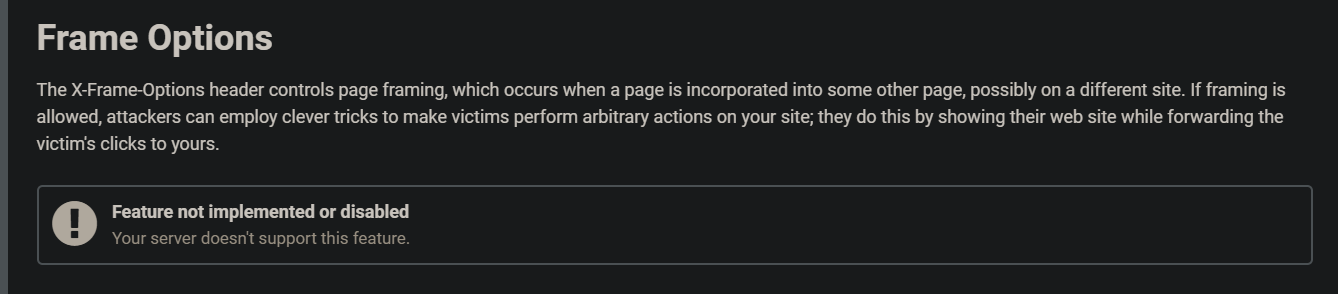 Frame Options
The X-Frame-Options header controls page framing, which occurs when a page is incorporated into some other page, possibly on a different site. If framing is
allowed, attackers can employ clever tricks to make victims perform arbitrary actions on your site; they do this by showing their web site while forwarding the
victim's clicks to yours.
Feature not implemented or disabled
Your server doesn't support this feature.